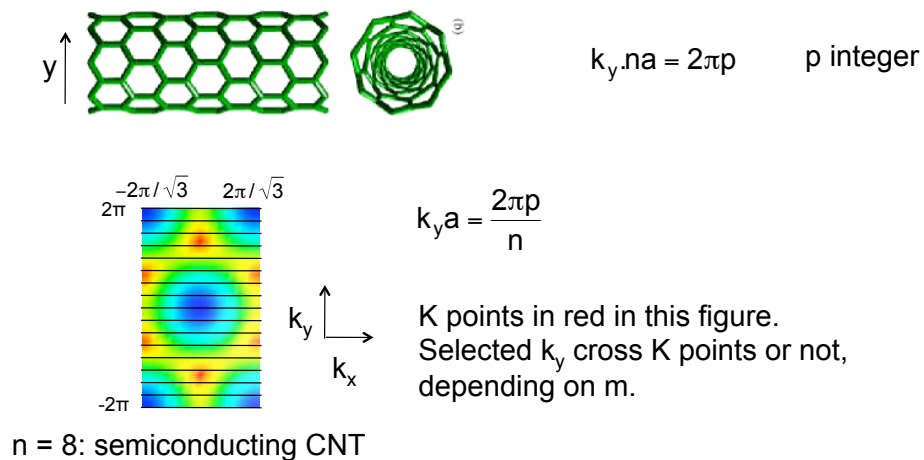 y
(b)
k_y.na = 2πp p integer
−2π/√3 2π/√3
2π
-2π
k_y
k_x
k_y a = 2πp/n
K points in red in this figure.
Selected k_y cross K points or not,
depending on m.
n = 8: semiconducting CNT